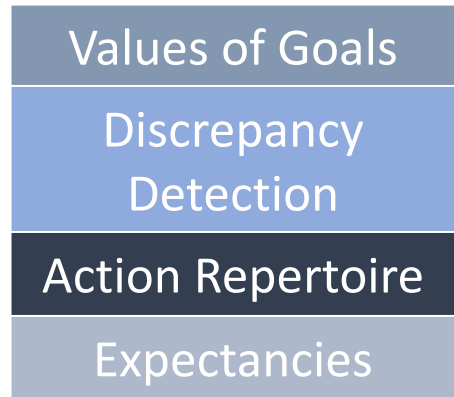 Values of Goals
Discrepancy
Detection
Action Repertoire
Expectancies